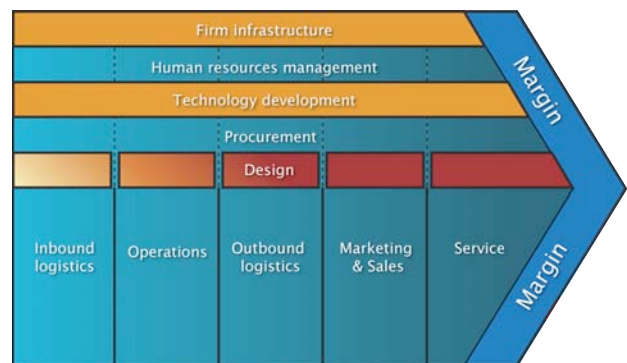 Firm infrastructure
Human resources management
Technology development
Procurement
Design
Inbound
logistics
Operations
Outbound
logistics
Marketing
& Sales
Service
Margin
Margin